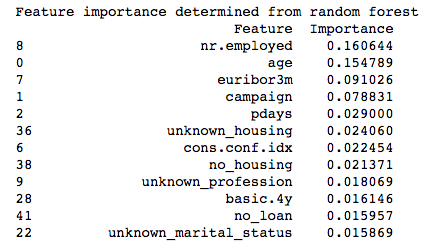 Feature importance determined from random forest
Feature Importance
8 nr.employed 0.160644
0 age 0.154789
7 euribor3m 0.091026
1 campaign 0.078831
2 pdays 0.029000
36 unknown_housing 0.024060
6 cons.conf.idx 0.022454
38 no_housing 0.021371
9 unknown_profession 0.018069
28 basic.4y 0.016146
41 no_loan 0.015957
22 unknown_marital_status 0.015869